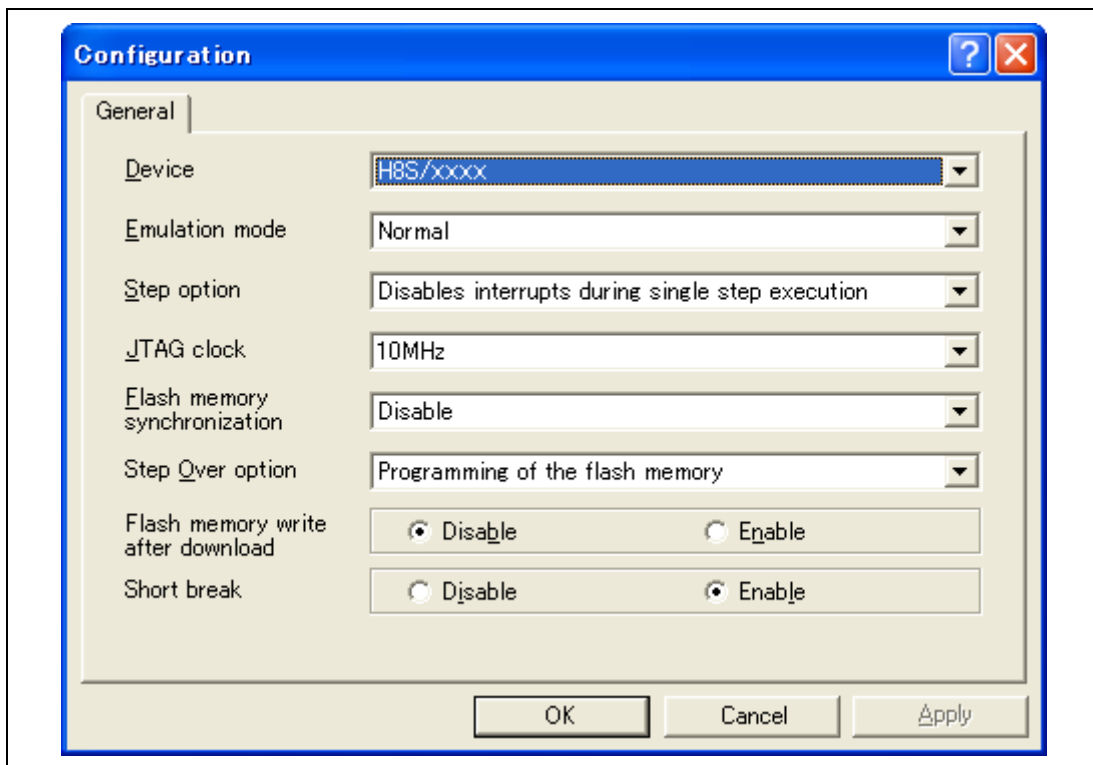 Configuration
General
Device
H8S/xxxx
Emulation mode
Normal
Step option
Disables interrupts during single step execution
JTAG clock
10MHz
Flash memory
synchronization
Disable
Step Over option
Programming of the flash memory
Flash memory write
after download
Disable Enable
Short break
Disable Enable
OK Cancel Apply